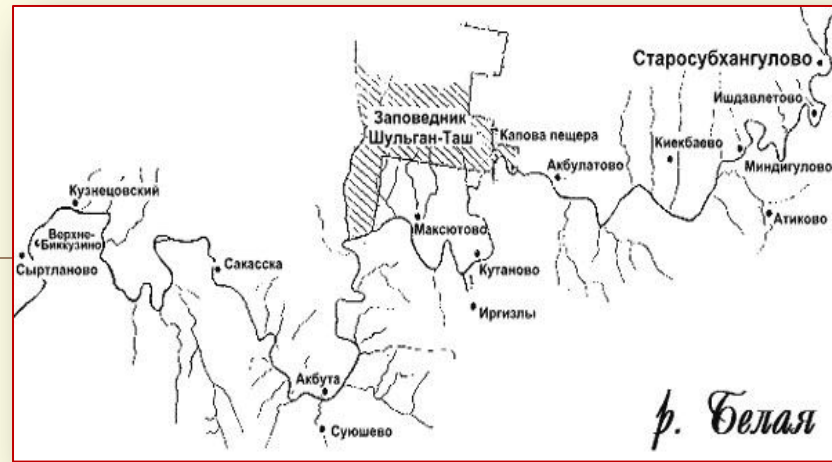 Старосубхангулово
Ишдавлетово
Заповедник
Шульган-Таш
Капова пещера
Киекбаево
Миндигулово
Акбулатово
Кузнецовский
Атиково
Максютово
Верхне-
Биккузино
Сыртланово
Сакасска
Кутаново
Иргизлы
Акбута
Суюшево
р. Белая